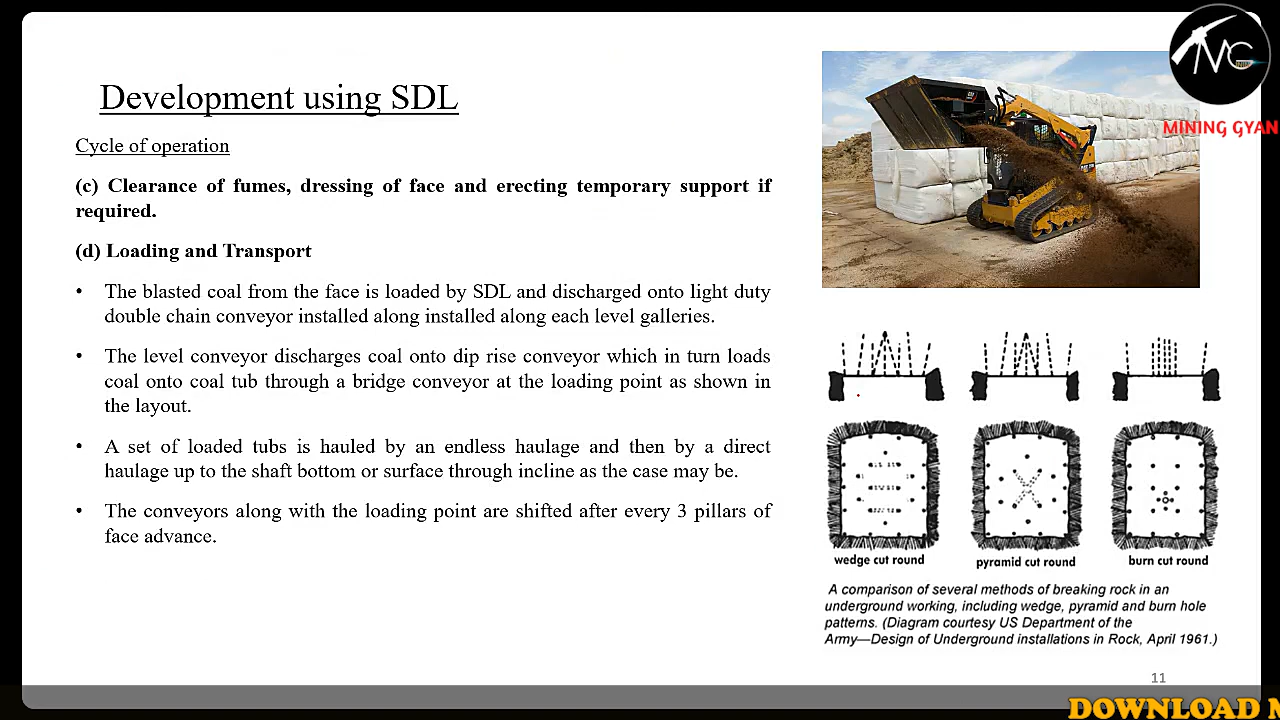 Development using SDL
Cycle of operation
(c) Clearance of fumes, dressing of face and erecting temporary support if
required.
(d) Loading and Transport
• The blasted coal from the face is loaded by SDL and discharged onto light duty
double chain conveyor installed along installed along each level galleries.
• The level conveyor discharges coal onto dip rise conveyor which in turn loads
coal onto coal tub through a bridge conveyor at the loading point as shown in
the layout.
• A set of loaded tubs is hauled by an endless haulage and then by a direct
haulage up to the shaft bottom or surface through incline as the case may be.
• The conveyors along with the loading point are shifted after every 3 pillars of
face advance.
MG
MINING GYAN
wedge cut round
pyramid cut round
burn cut round
A comparison of several methods of breaking rock in an
underground working, including wedge, pyramid and burn hole
patterns. (Diagram courtesy US Department of the
Army—Design of Underground installations in Rock, April 1961.)
11
DOWNLOAD M